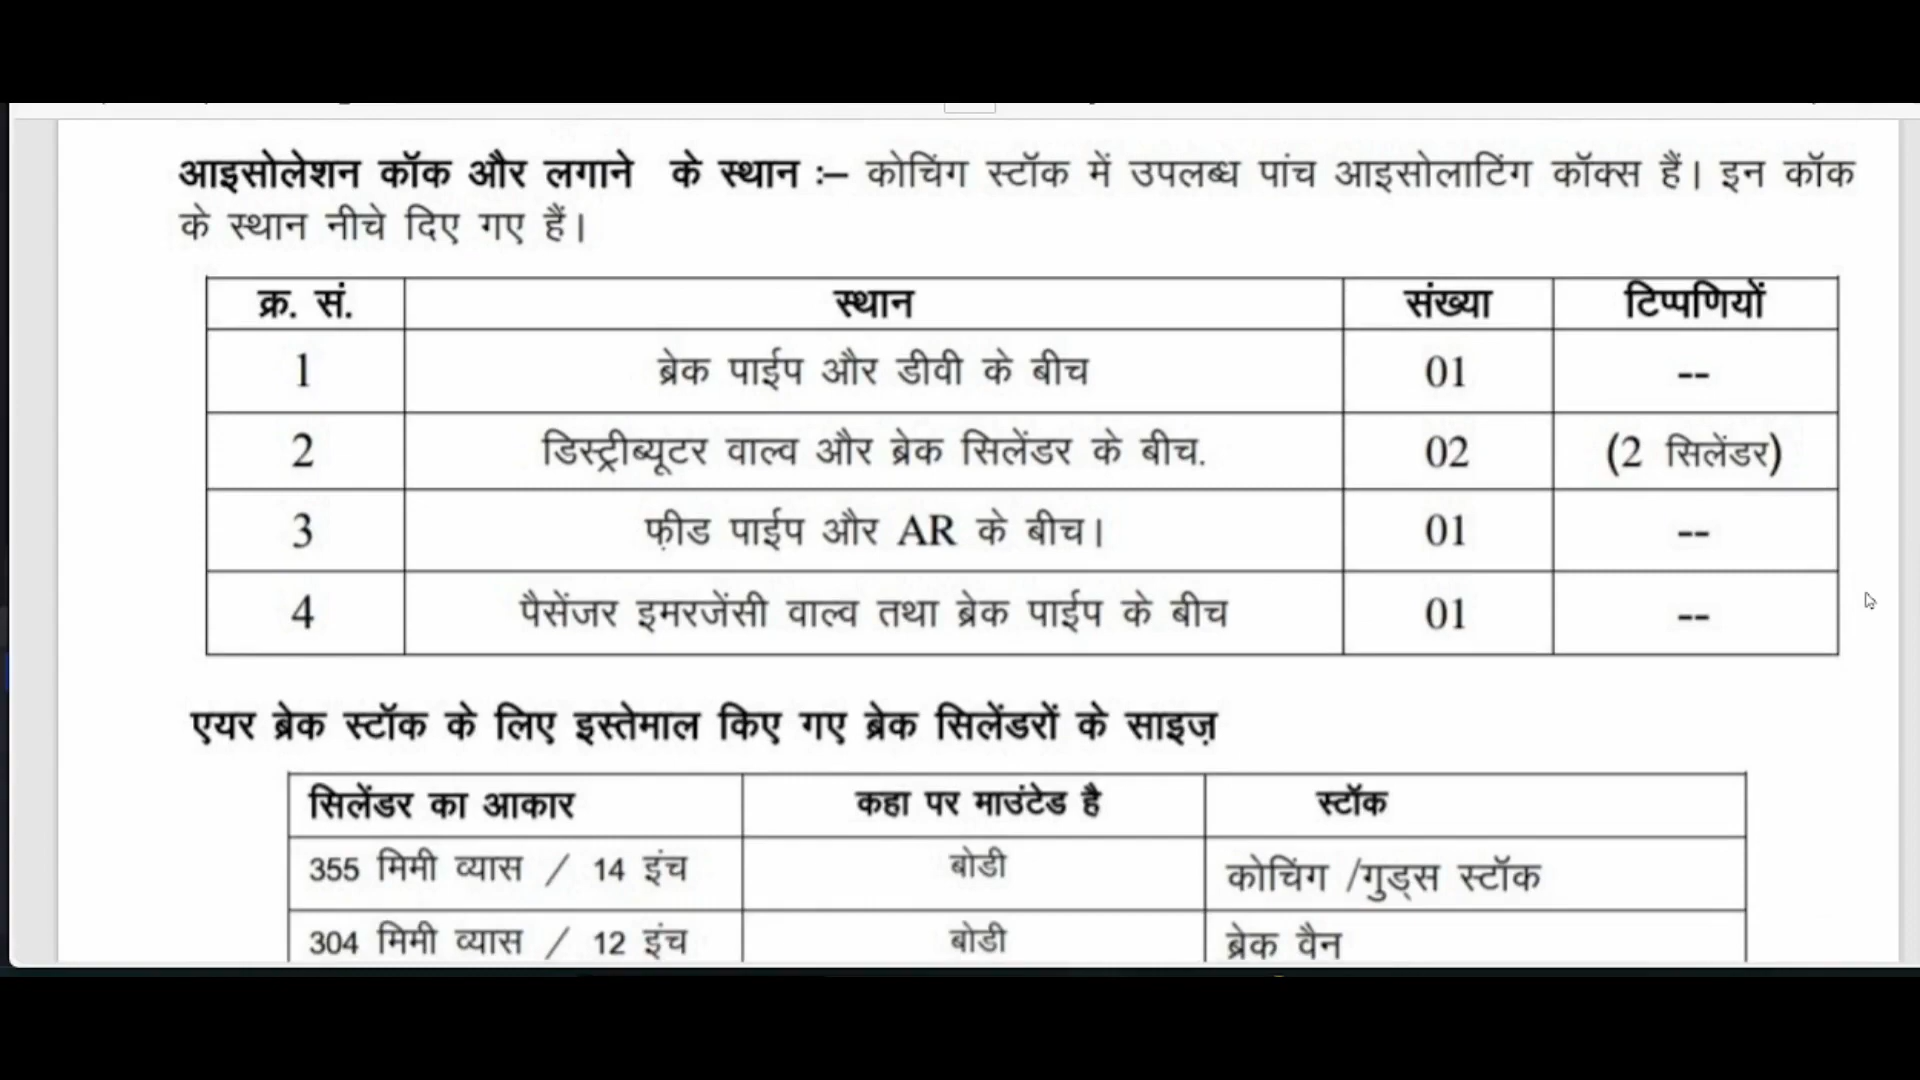 आइसोलेशन कॉक और लगाने के स्थान :– कोचिंग स्टॉक में उपलब्ध पांच आइसोलाटिंग कॉक्स हैं। इन कॉक
के स्थान नीचे दिए गए हैं।
क्र. सं. स्थान संख्या टिप्पणियों
1 ब्रेक पाईप और डीवी के बीच 01 --
2 डिस्ट्रीब्यूटर वाल्व और ब्रेक सिलेंडर के बीच. 02 (2 सिलेंडर)
3 फ़ीड पाईप और AR के बीच। 01 --
4 पैसेंजर इमरजेंसी वाल्व तथा ब्रेक पाईप के बीच 01 --
एयर ब्रेक स्टॉक के लिए इस्तेमाल किए गए ब्रेक सिलेंडरों के साइज़
सिलेंडर का आकार कहा पर माउंटेड है स्टॉक
355 मिमी व्यास / 14 इंच बोडी कोचिंग /गुड्स स्टॉक
304 मिमी व्यास / 12 इंच बोडी ब्रेक वैन